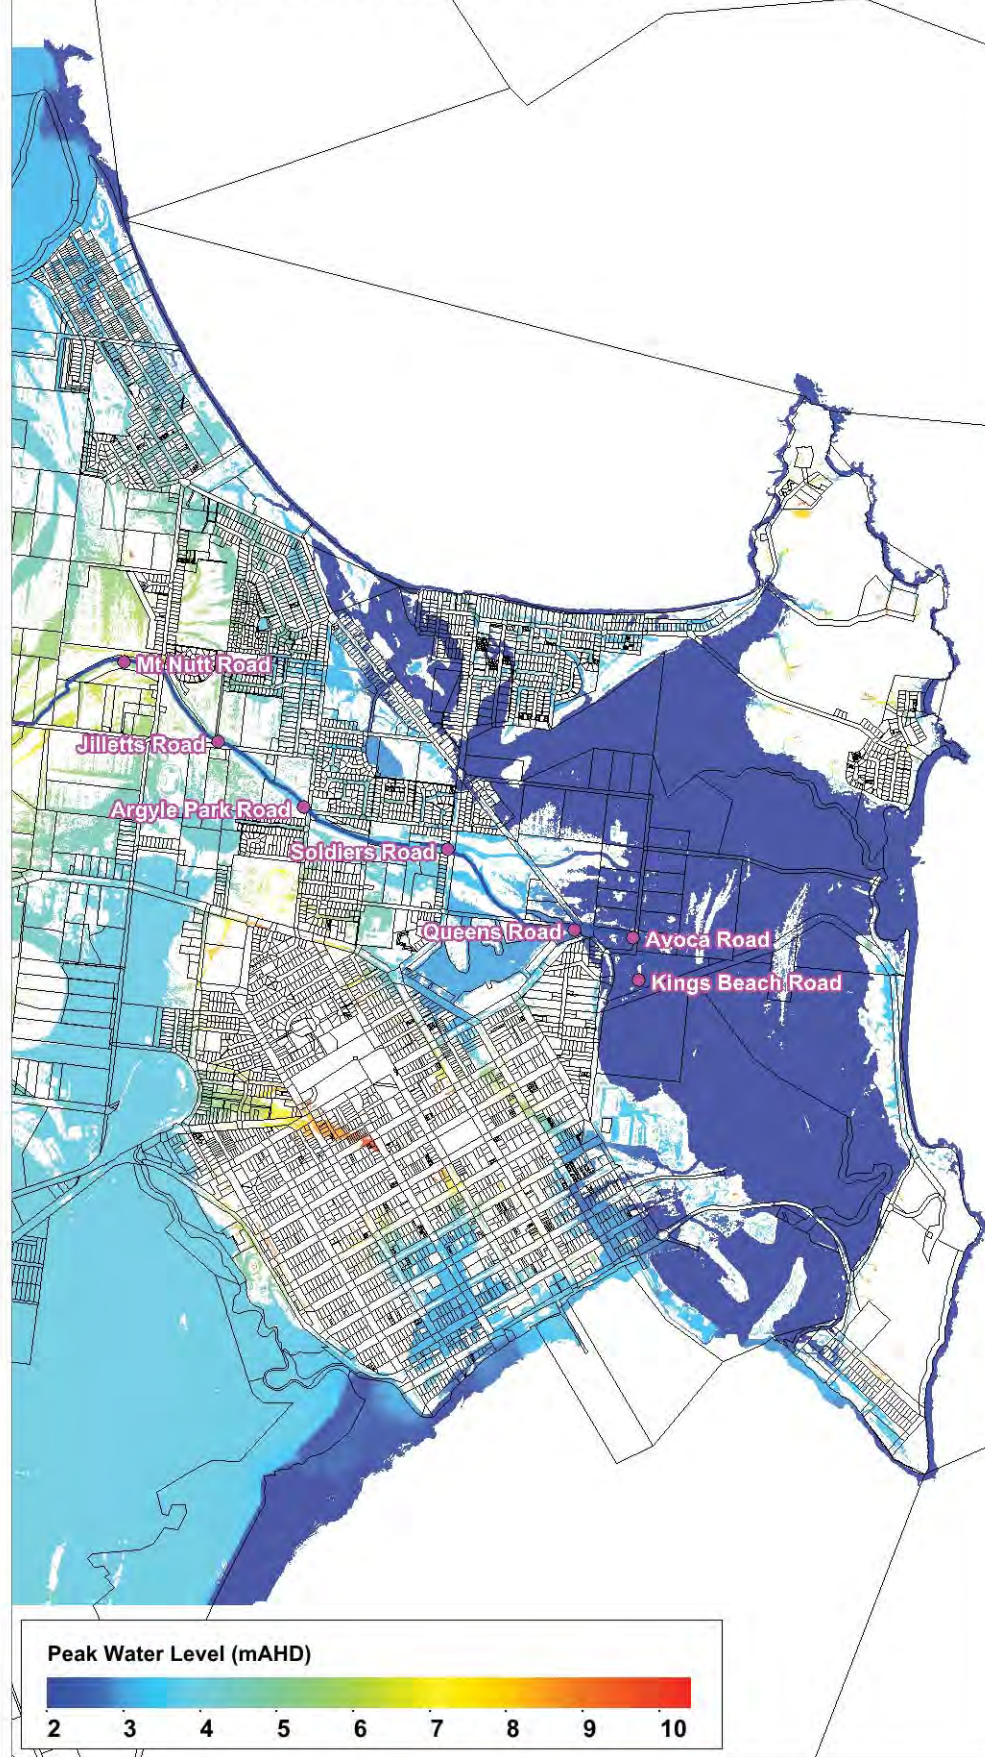 Mt Nutt Road
Jilletts Road
Argyle Park Road
Soldiers Road
Queens Road
Ayoca Road
Kings Beach Road
Peak Water Level (mAHD)
2 3 4 5 6 7 8 9 10